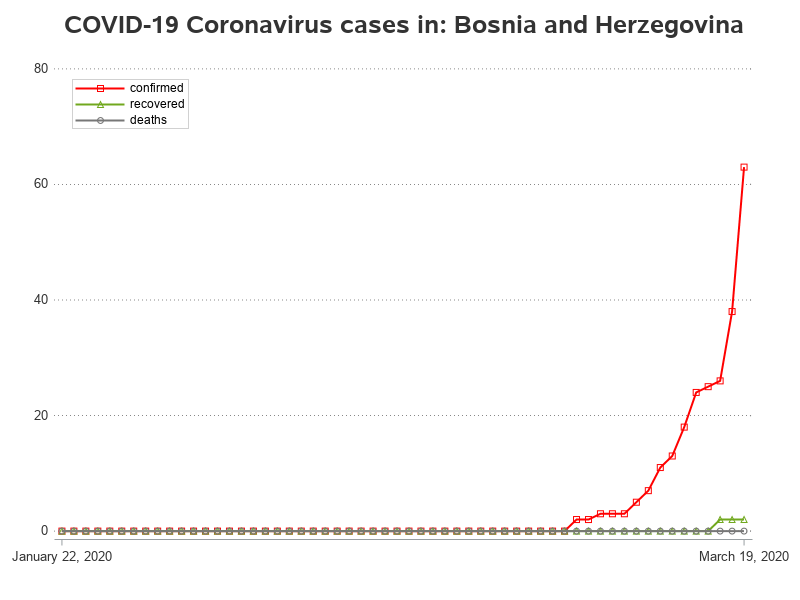 COVID-19 Coronavirus cases in: Bosnia and Herzegovina
80
confirmed
recovered
deaths
60
40
20
0
January 22, 2020 March 19, 2020